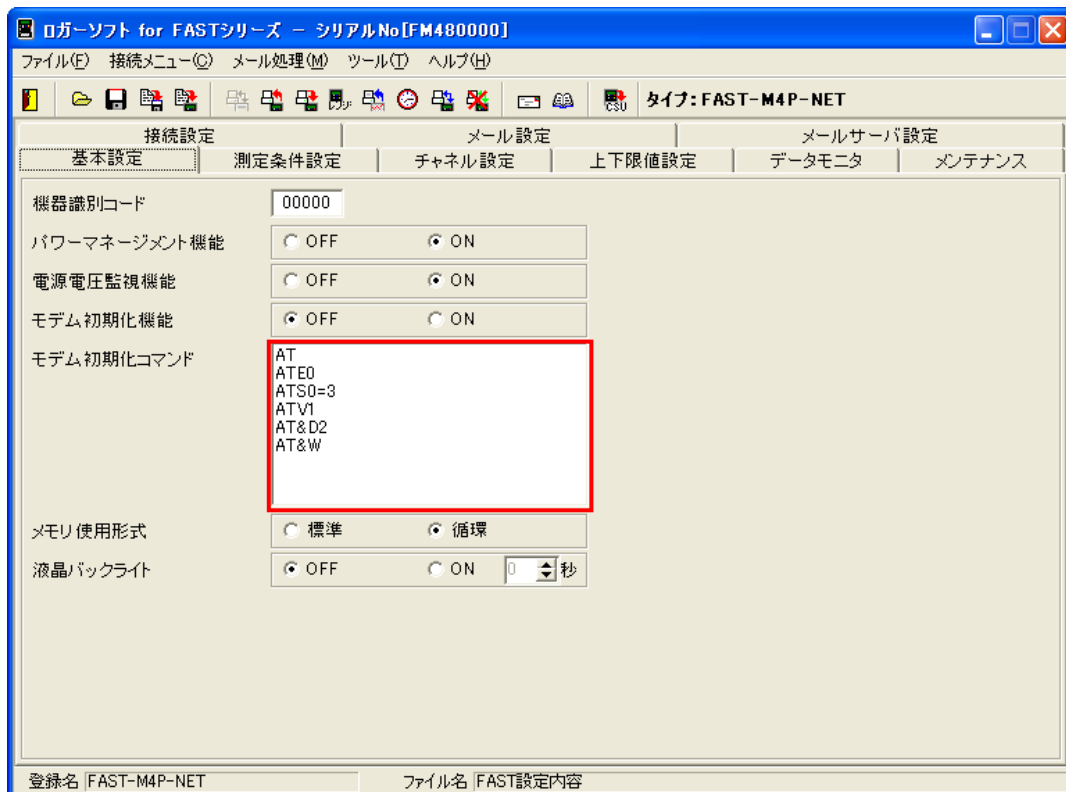 ロガーソフト for FASTシリーズ － シリアルNo[FM480000]
ファイル(F) 接続メニュー(C) メール処理(M) ツール(T) ヘルプ(H)
CSU タイプ:FAST-M4P-NET
接続設定 メール設定 メールサーバ設定
基本設定 測定条件設定 チャネル設定 上下限値設定 データモニタ メンテナンス
機器識別コード 00000
パワーマネージメント機能 OFF ON
電源電圧監視機能 OFF ON
モデム初期化機能 OFF ON
モデム初期化コマンド
AT
ATE0
ATS0=3
ATV1
AT&D2
AT&W
メモリ使用形式 標準 循環
液晶バックライト OFF ON 0 秒
登録名 FAST-M4P-NET ファイル名 FAST設定内容